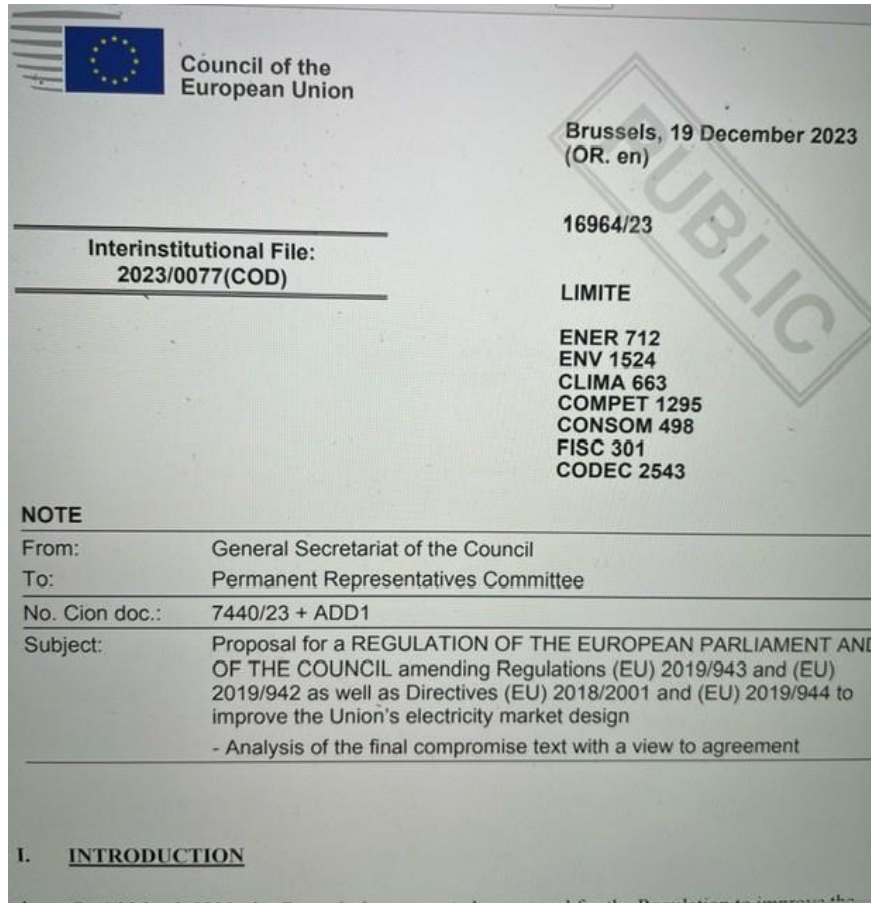 Council of the
European Union
PUBLIC
Brussels, 19 December 2023
(OR. en)
16964/23
Interinstitutional File:
2023/0077(COD)
LIMITE
ENER 712
ENV 1524
CLIMA 663
COMPET 1295
CONSOM 498
FISC 301
CODEC 2543
NOTE
From: General Secretariat of the Council
To: Permanent Representatives Committee
No. Cion doc.: 7440/23 + ADD1
Subject: Proposal for a REGULATION OF THE EUROPEAN PARLIAMENT AND
OF THE COUNCIL amending Regulations (EU) 2019/943 and (EU)
2019/942 as well as Directives (EU) 2018/2001 and (EU) 2019/944 to
improve the Union's electricity market design
- Analysis of the final compromise text with a view to agreement
I. INTRODUCTION